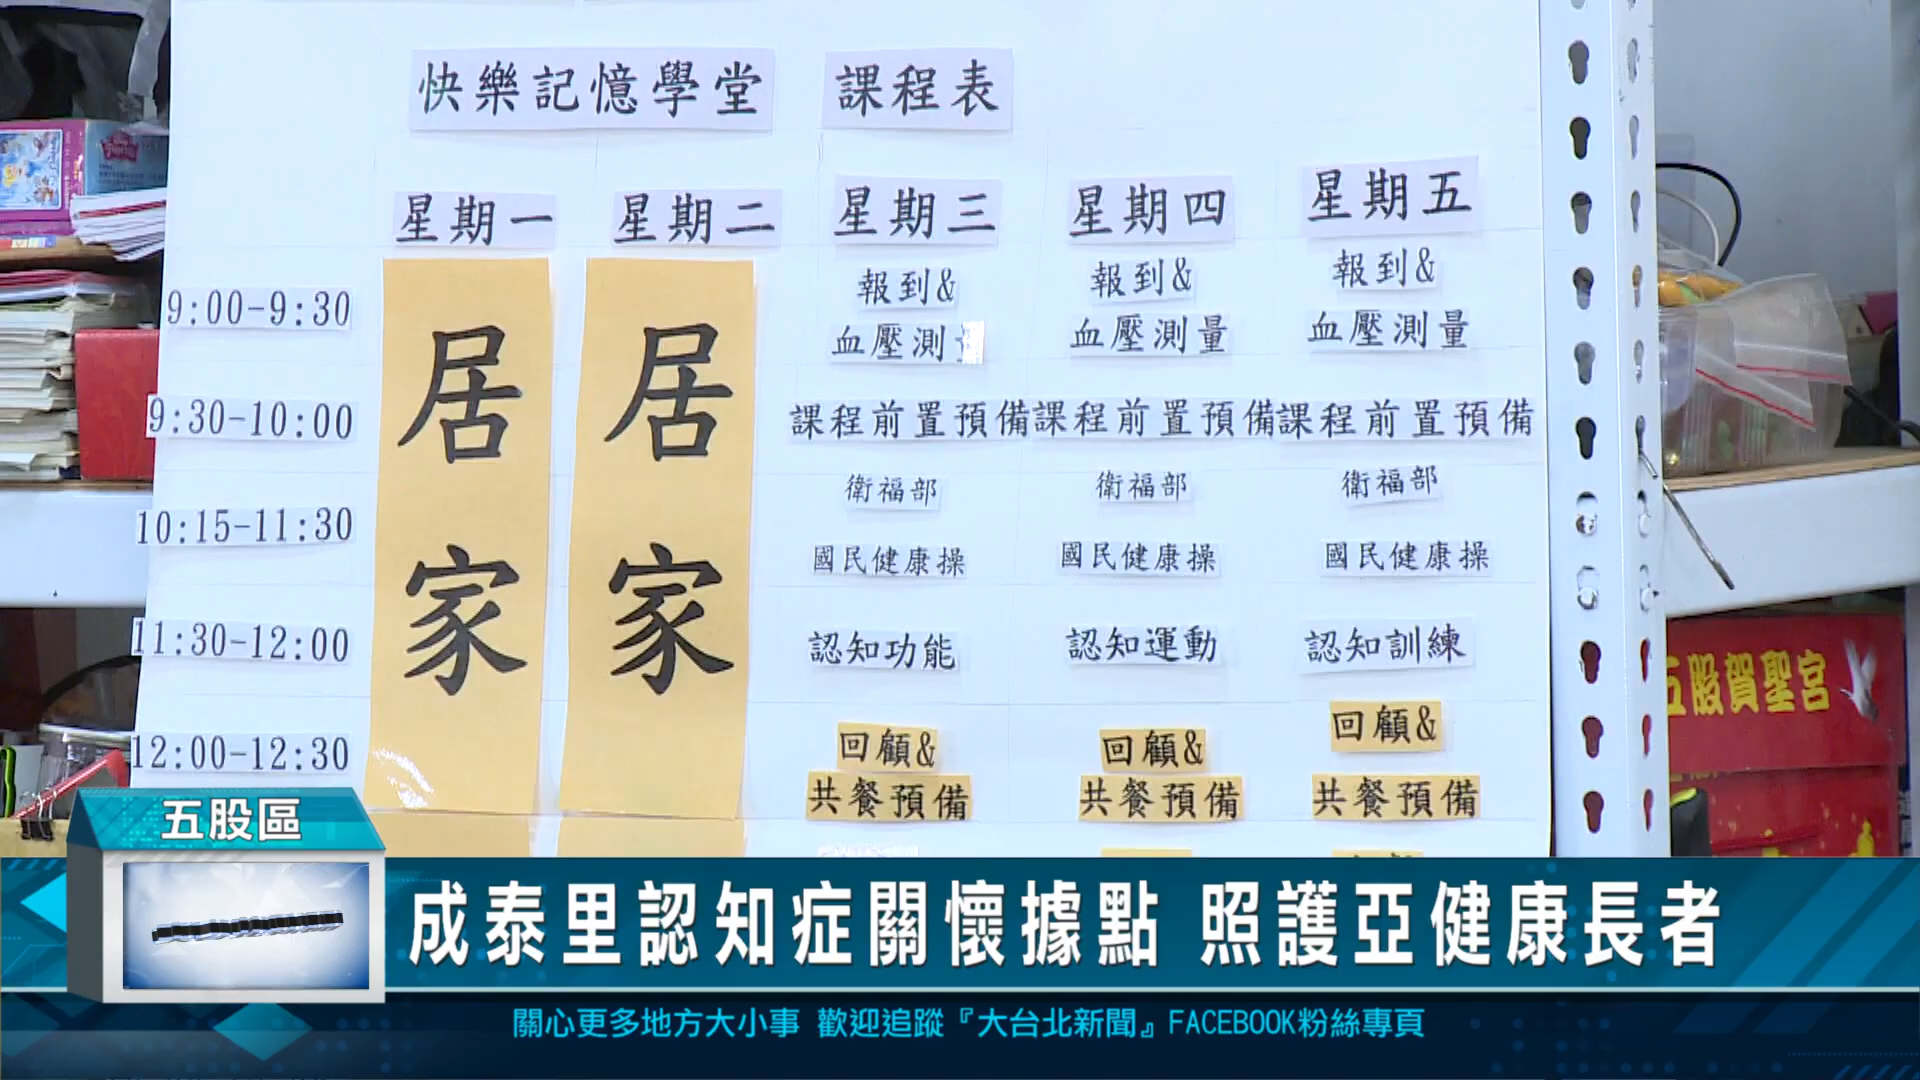 快樂記憶學堂 課程表
星期一 星期二 星期三 星期四 星期五
9:00-9:30
居家
居家
報到& 報到& 報到&
血壓測 血壓測量 血壓測量
9:30-10:00 課程前置預備 課程前置預備 課程前置預備
衛福部 衛福部 衛福部
10:15-11:30
國民健康操 國民健康操 國民健康操
11:30-12:00 認知功能 認知運動 認知訓練
12:00-12:30
回顧& 回顧& 回顧&
共餐預備 共餐預備 共餐預備
五股賀聖宮
五股區
成泰里認知症關懷據點 照護亞健康長者
關心更多地方大小事 歡迎追蹤『大台北新聞』FACEBOOK粉絲專頁